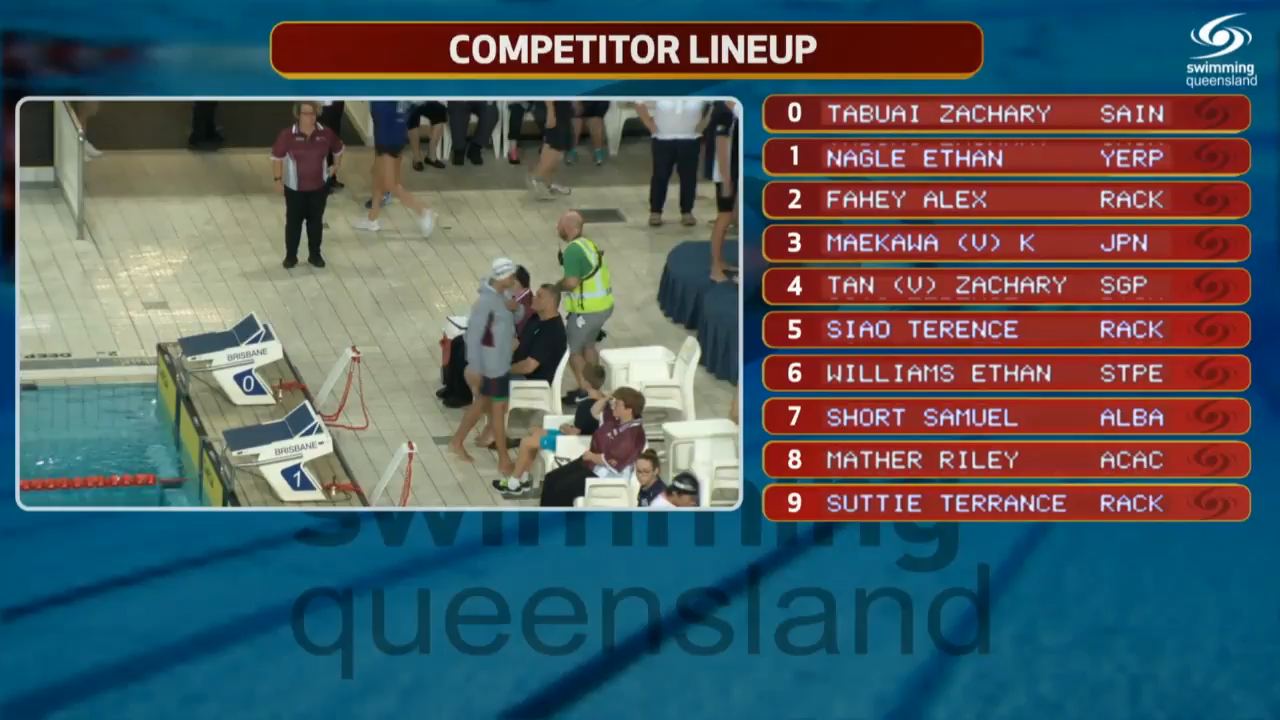 COMPETITOR LINEUP
swimming
queensland
0 TABUAI ZACHARY SAIN
1 NAGLE ETHAN YERP
2 FAHEY ALEX RACK
3 MAEKAWA (V) K JPN
4 TAN (V) ZACHARY SGP
5 SIAO TERENCE RACK
6 WILLIAMS ETHAN STPE
7 SHORT SAMUEL ALBA
8 MATHER RILEY ACAC
9 SUTTIE TERRANCE RACK
BRISBANE
0
BRISBANE
1
swimming
queensland